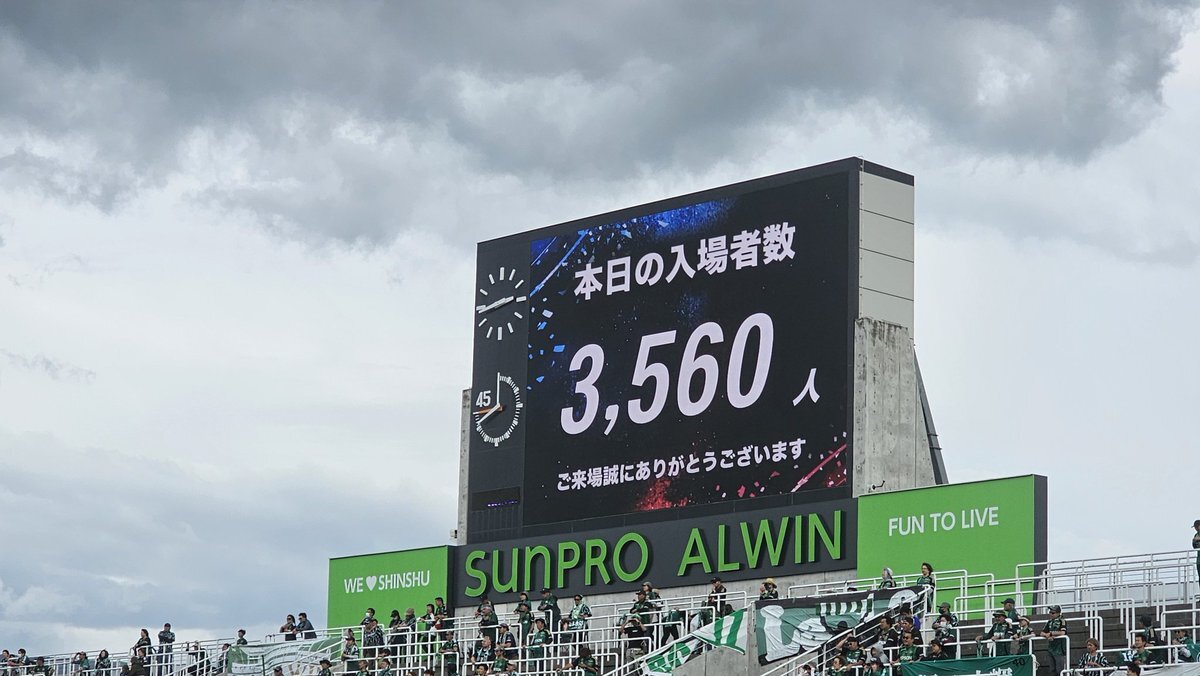 本日の入場者数
3,560 人
ご来場誠にありがとうございます
45
SUNPRO ALWIN
WE♥SHINSHU
FUN TO LIVE